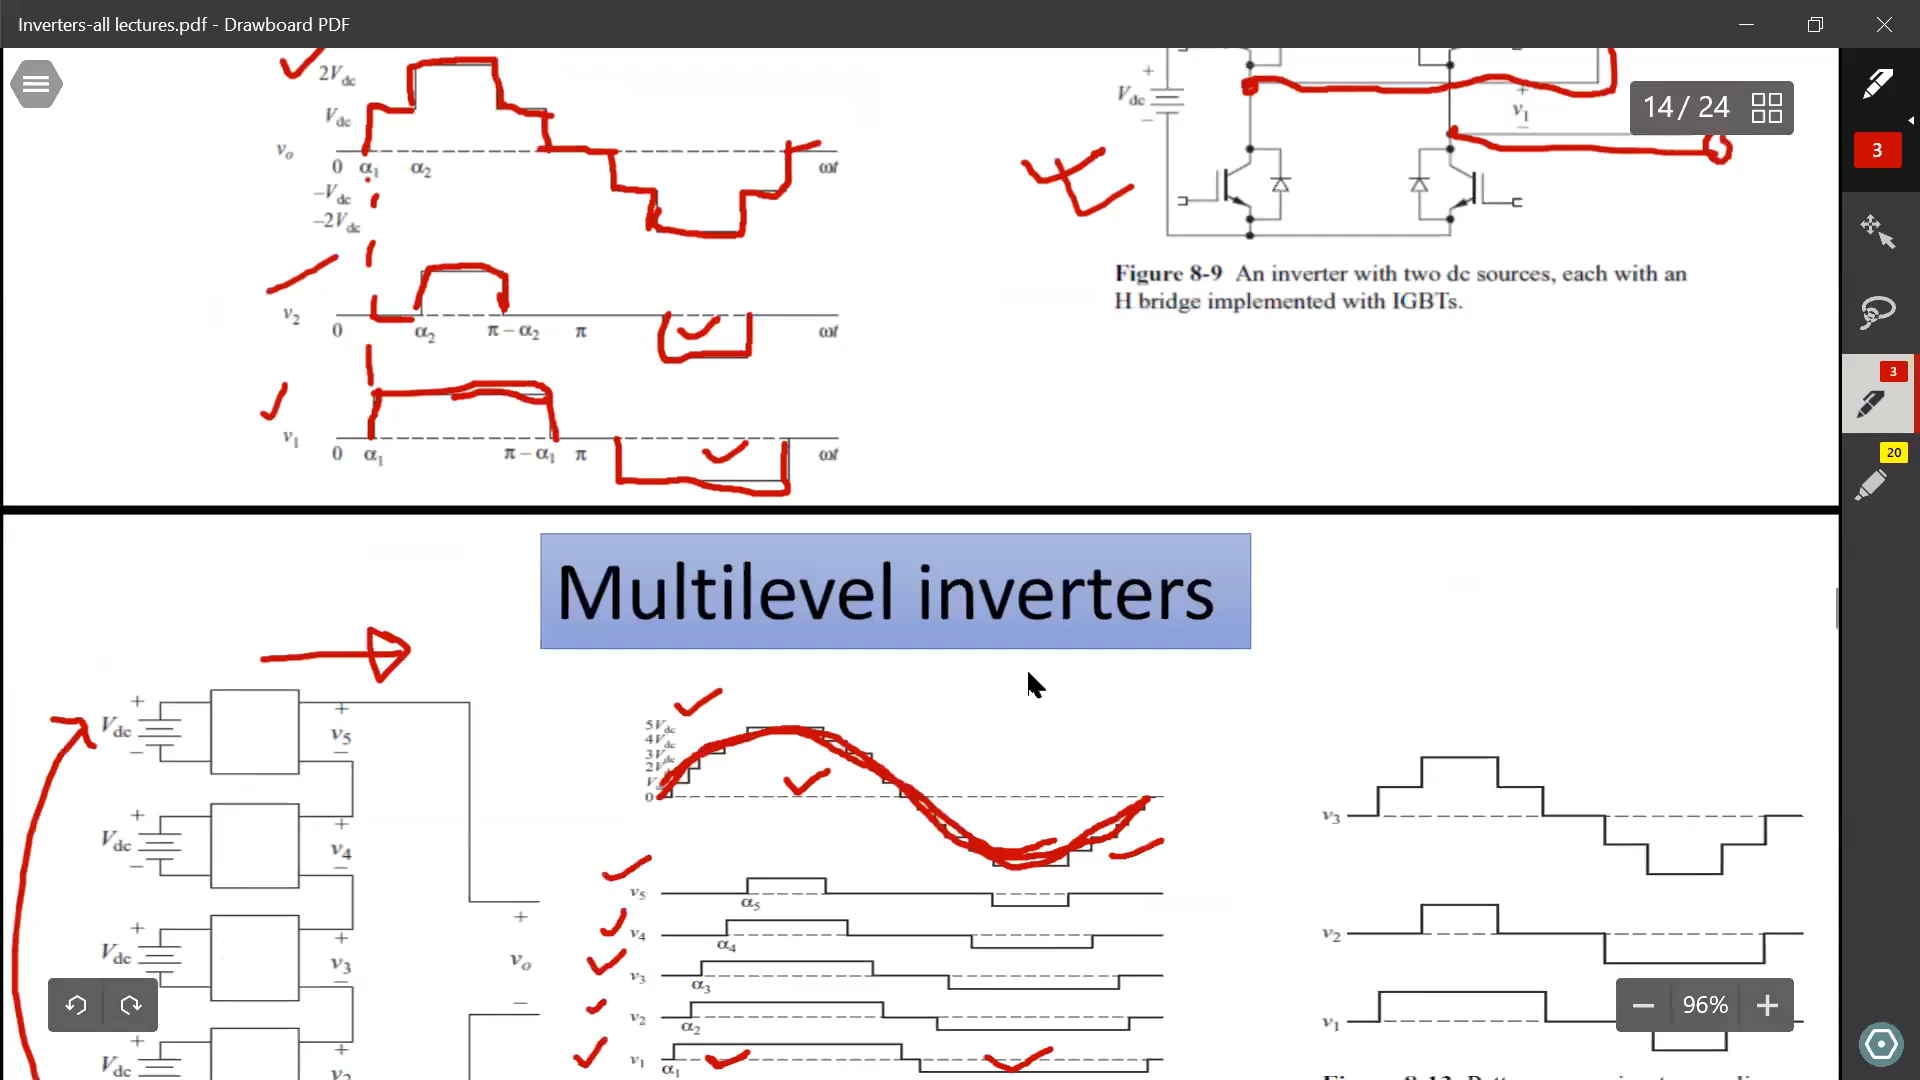 Inverters-all lectures.pdf - Drawboard PDF
2Vdc
Vdc
vo
0 α1 α2 ωt
−Vdc
−2Vdc
v2
0 α2 π − α2 π ωt
v1
0 α1 π − α1 π ωt
+
Vdc
−
+
v1
−
14 / 24
3
Figure 8-9 An inverter with two dc sources, each with an
H bridge implemented with IGBTs.
3
20
Multilevel inverters
+
Vdc
−
+
v5
−
+
Vdc
−
+
v4
−
+
Vdc
−
+
v3
−
+
Vdc
+
+
vo
−
5Vdc
4Vdc
0
v5
α5
v4
α4
v3
α3
v2
α2
v1
α1
v3
v2
v1
96%